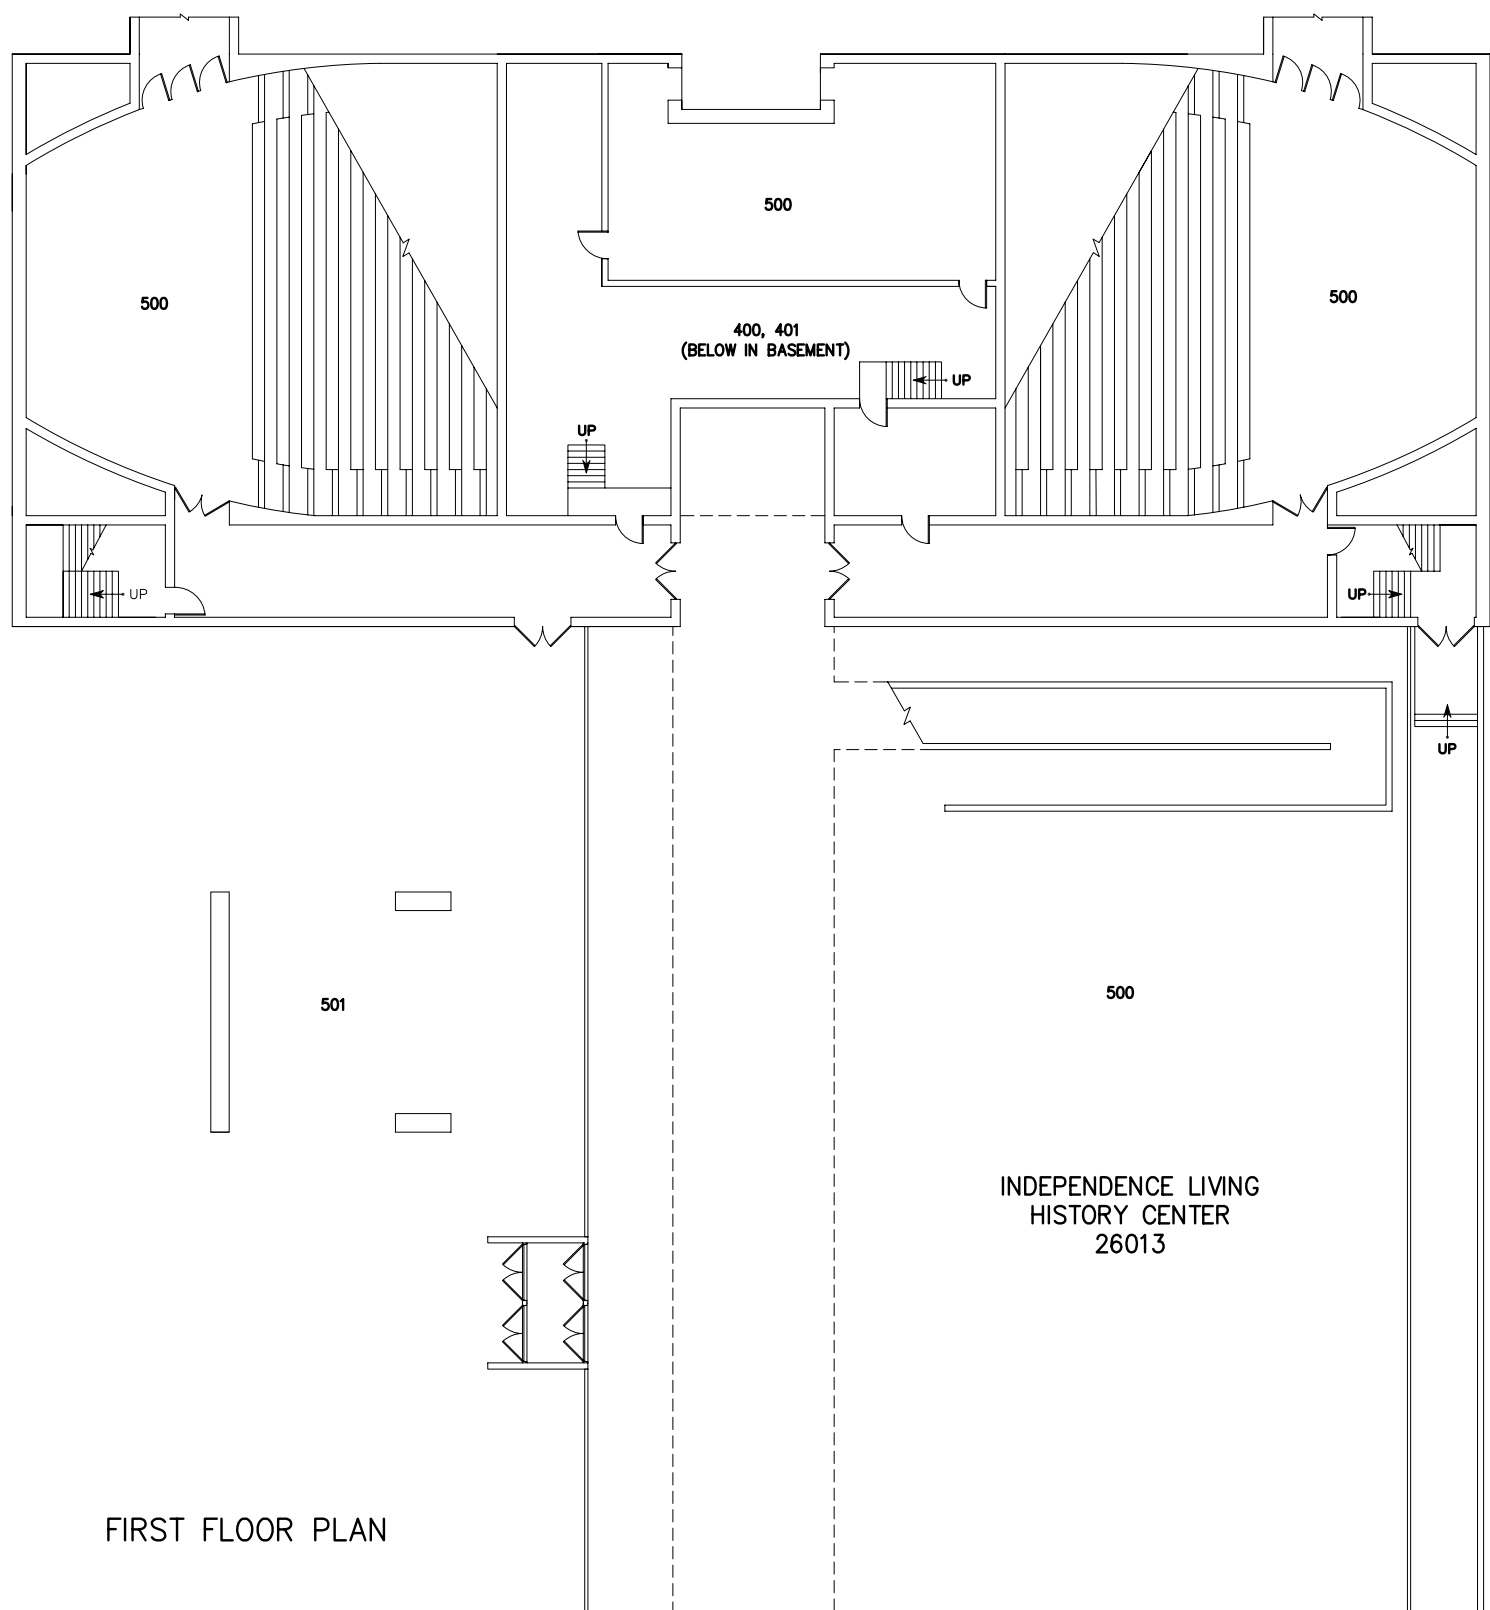 500
500
500
400, 401
(BELOW IN BASEMENT)
UP
UP
UP
UP
UP
501
500
INDEPENDENCE LIVING
HISTORY CENTER
26013
FIRST FLOOR PLAN